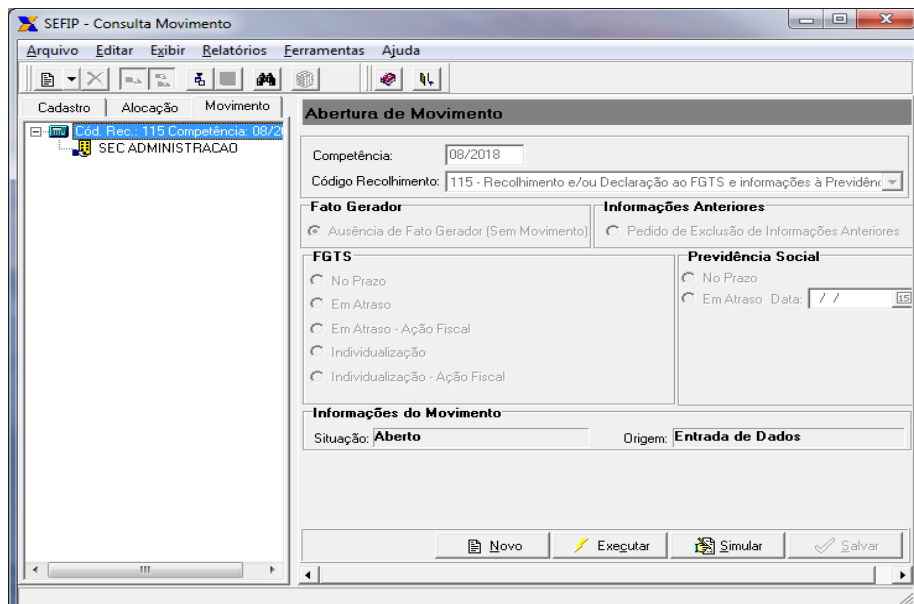 SEFIP - Consulta Movimento
Arquivo Editar Exibir Relatórios Ferramentas Ajuda
Cadastro Alocação Movimento
Cód. Rec.: 115 Competência: 08/20
SEC ADMINISTRACAO
Abertura de Movimento
Competência: 08/2018
Código Recolhimento: 115 - Recolhimento e/ou Declaração ao FGTS e informações à Previdênc
Fato Gerador
Ausência de Fato Gerador (Sem Movimento)
Informações Anteriores
Pedido de Exclusão de Informações Anteriores
FGTS
No Prazo
Em Atraso
Em Atraso - Ação Fiscal
Individualização
Individualização - Ação Fiscal
Previdência Social
No Prazo
Em Atraso Data: / / 15
Informações do Movimento
Situação: Aberto Origem: Entrada de Dados
Novo Executar Simular Salvar